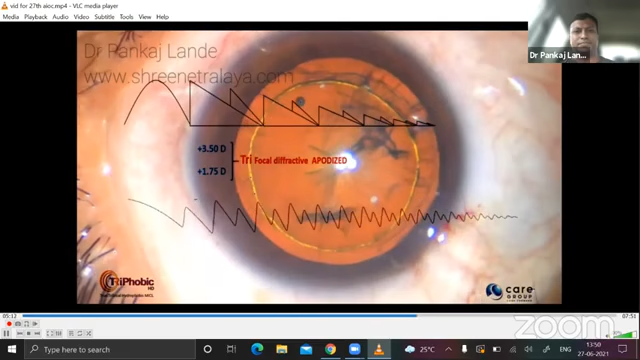 vid for 27th aioc.mp4 - VLC media player
Media Playback Audio Video Subtitle Tools View Help
Dr Pankaj Lande
www.shreenetralaya.com
Dr Pankaj Lan...
+3.50 D
Tri Focal diffractive APODIZED
+1.75 D
TriPhobic
HD
care
GROUP
05:12
07:51
zoom
Type here to search
25°C
ENG
13:50
27-06-2021